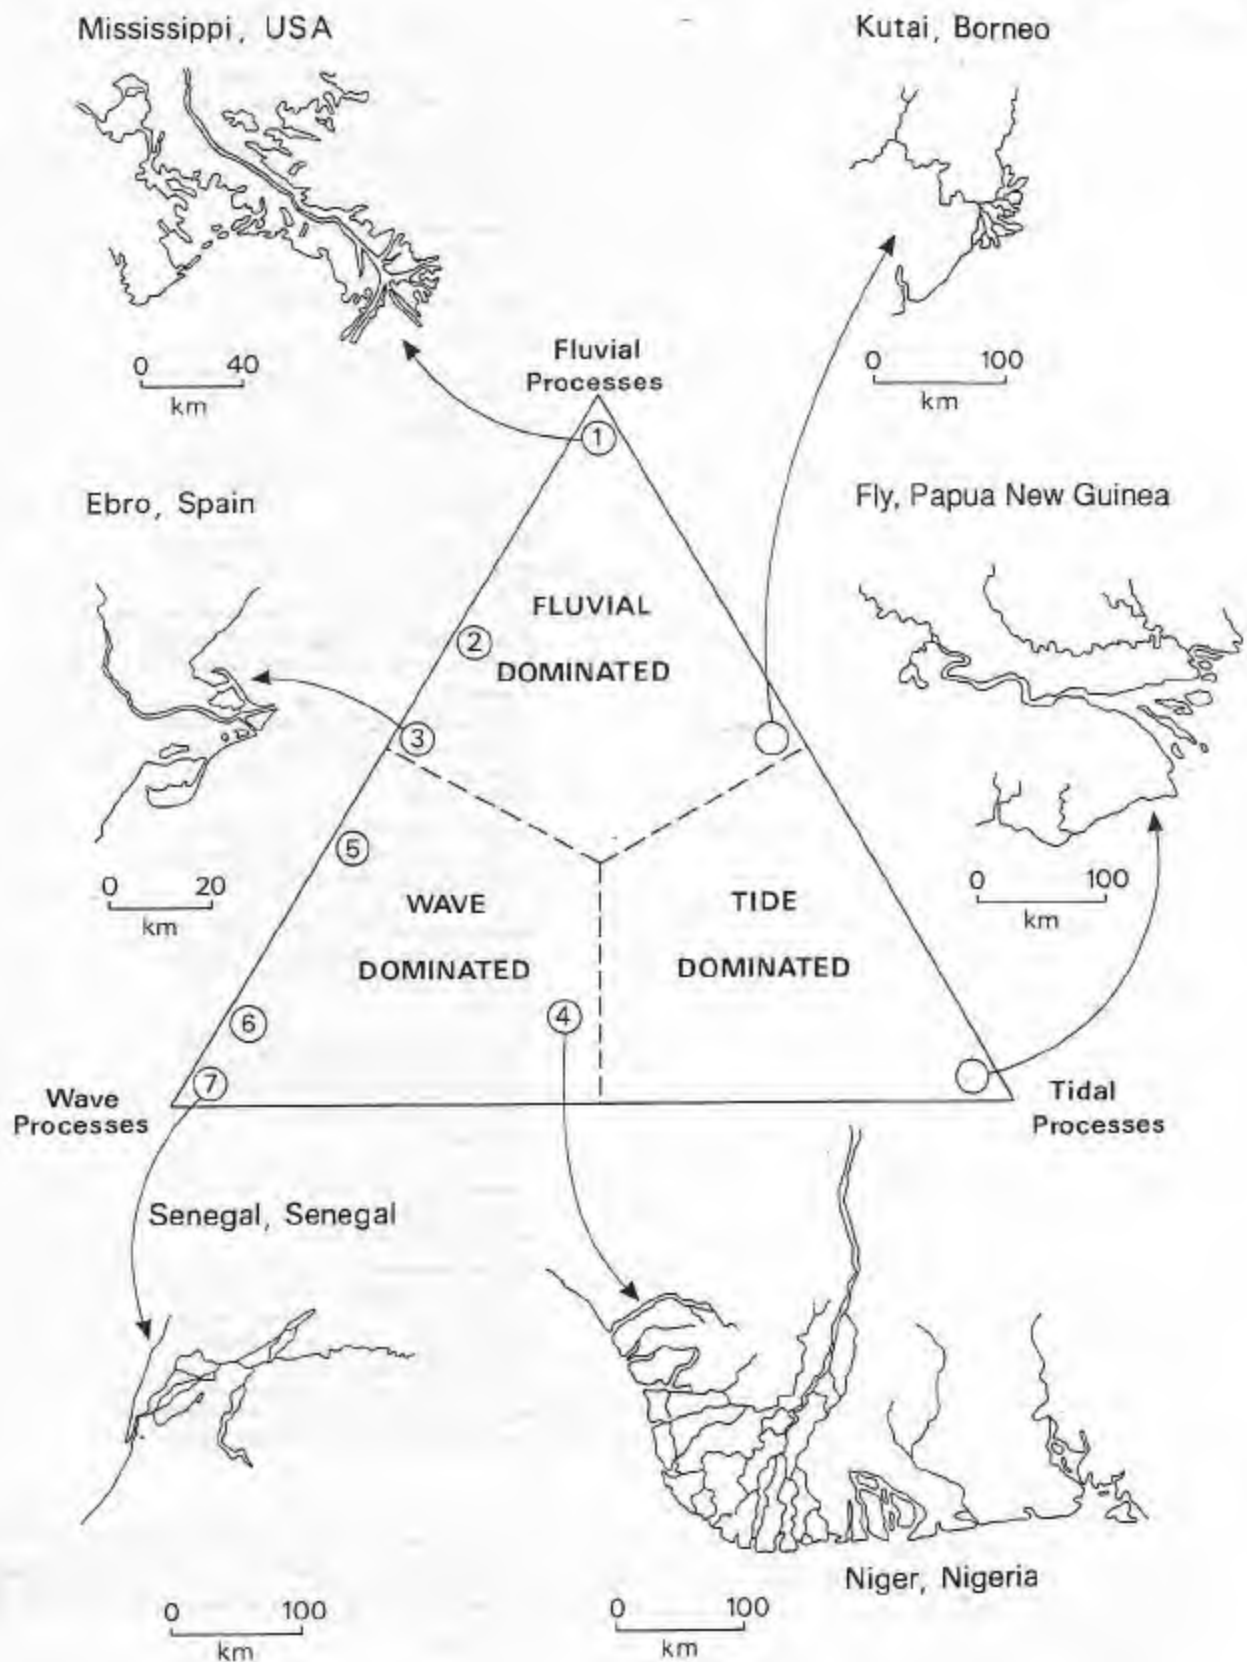 Mississippi, USA
Kutai, Borneo
0 40
km
Fluvial
Processes
0 100
km
1
Ebro, Spain
Fly, Papua New Guinea
FLUVIAL
DOMINATED
2
3
0 20
km
5
WAVE
DOMINATED
TIDE
DOMINATED
0 100
km
4
6
7
Wave
Processes
Tidal
Processes
Senegal, Senegal
Niger, Nigeria
0 100
km
0 100
km